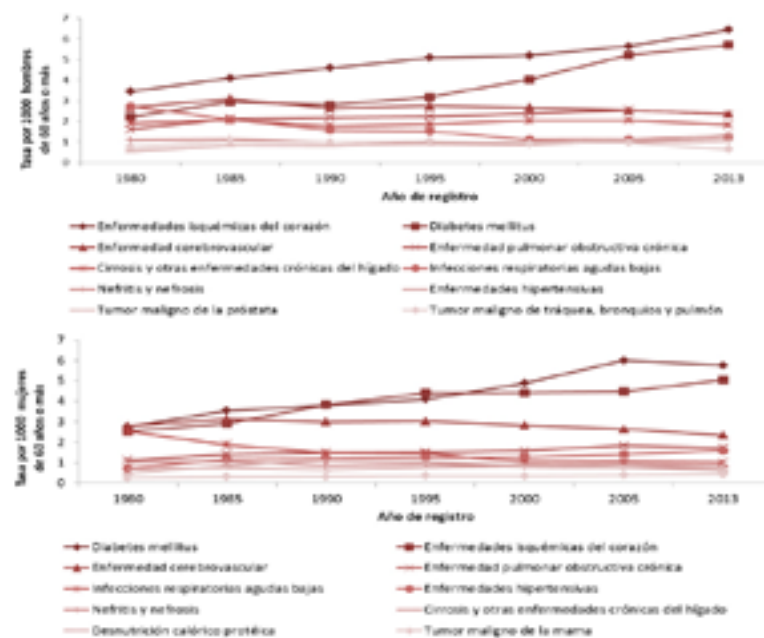 Tasa por 1000 hombres
de 60 años o más
7
6
5
4
3
2
1
0
1980 1985 1990 1995 2000 2005 2013
Año de registro
Enfermedades isquémicas del corazón Diabetes mellitus
Enfermedad cerebrovascular Enfermedad pulmonar obstructiva crónica
Cirrosis y otras enfermedades crónicas del hígado Infecciones respiratorias agudas bajas
Nefritis y nefrosis Enfermedades hipertensivas
Tumor maligno de la próstata Tumor maligno de tráquea, bronquios y pulmón
Tasa por 1000 mujeres
de 60 años o más
7
6
5
4
3
2
1
0
1980 1985 1990 1995 2000 2005 2013
Año de registro
Diabetes mellitus Enfermedades isquémicas del corazón
Enfermedad cerebrovascular Enfermedad pulmonar obstructiva crónica
Infecciones respiratorias agudas bajas Enfermedades hipertensivas
Nefritis y nefrosis Cirrosis y otras enfermedades crónicas del hígado
Desnutrición calórico protéica Tumor maligno de la mama